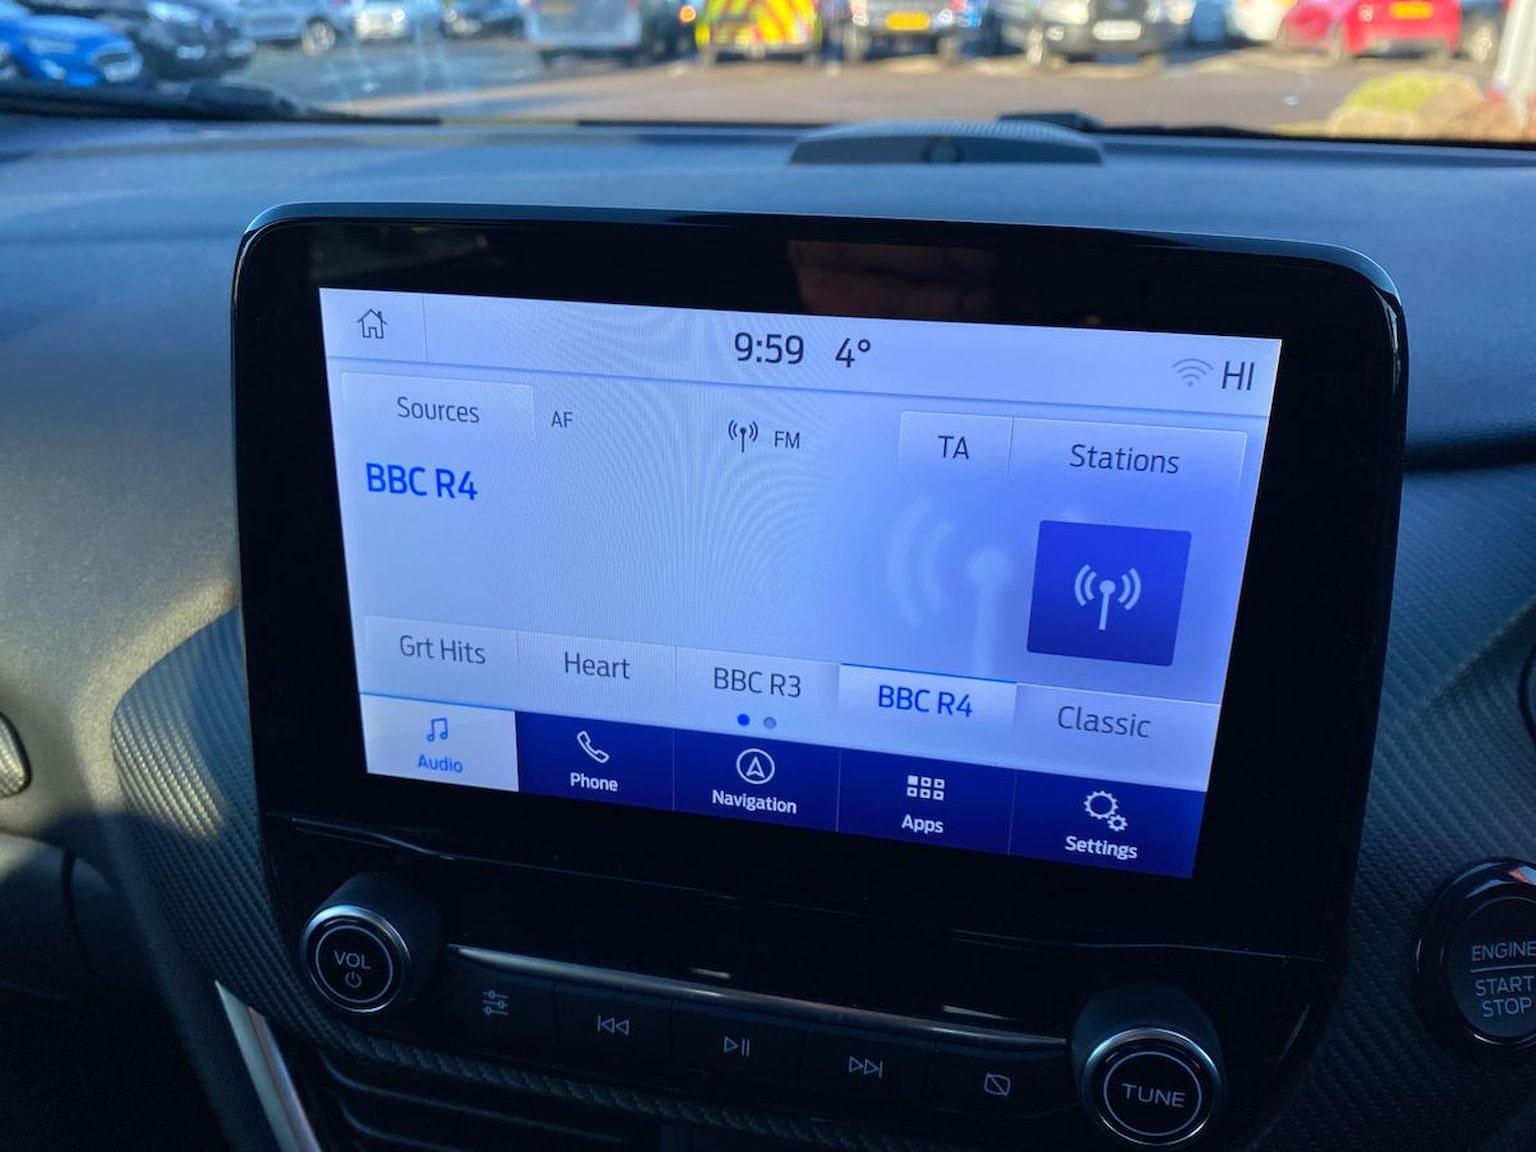 9:59 4° HI
Sources AF FM TA Stations
BBC R4
Grt Hits Heart BBC R3 BBC R4 Classic
Audio Phone Navigation Apps Settings
VOL
TUNE
ENGINE
START
STOP